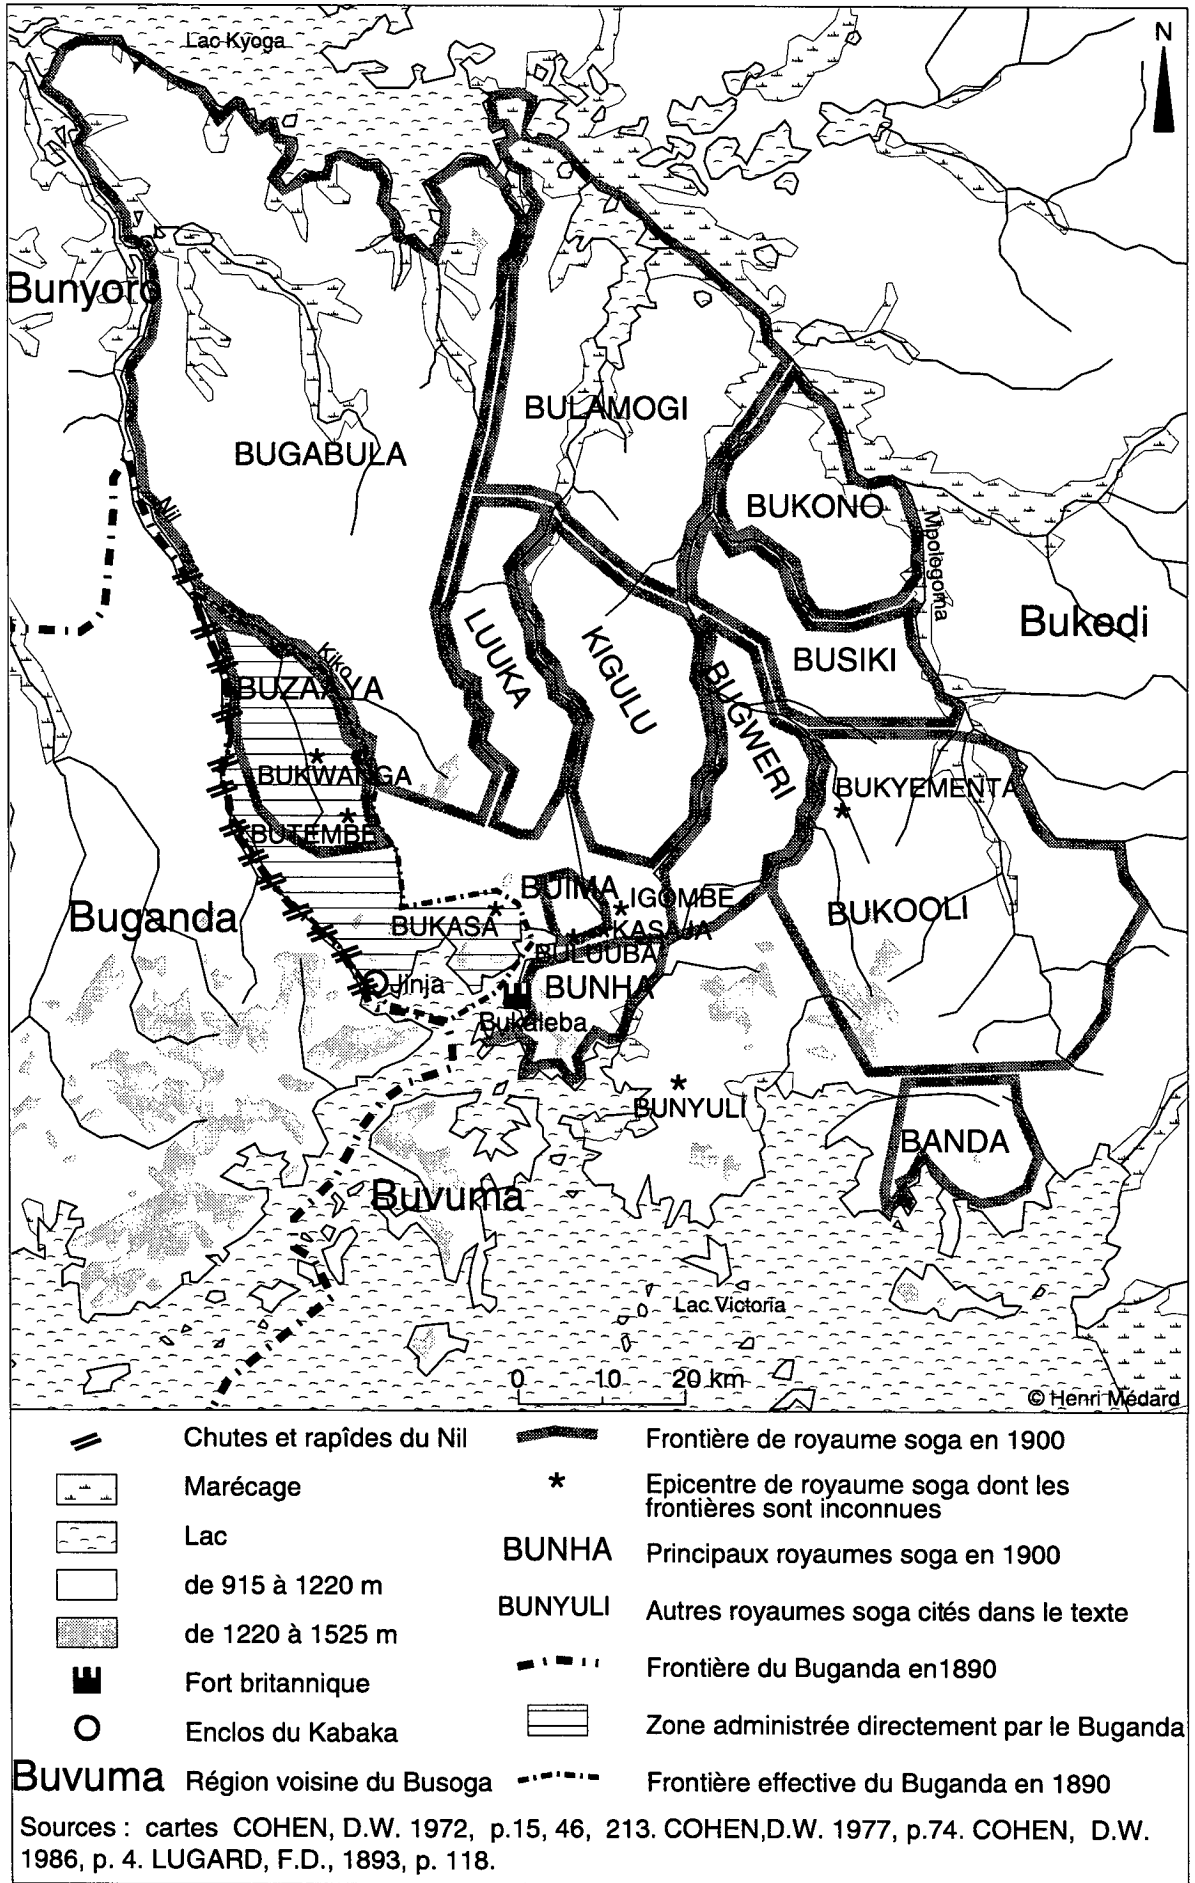 Lac Kyoga
N
Bunyoro
BULAMOGI
BUGABULA
BUKONO
Nil
Mpologoma
Bukedi
LUUKA
KIGULU
BUSIKI
Kiko
BUZAAYA
BUGWERI
BUKWANGA
BUKYEMENTA
BUTEMBE
BUIMA
IGOMBE
Buganda
BUKASA
KASAJA
BUKOOLI
BULUUBA
Jinja
BUNHA
Bukaleba
BUNYULI
BANDA
Buvuma
Lac Victoria
0 10 20 km
© Henri Médard
Chutes et rapîdes du Nil
Marécage
Lac
de 915 à 1220 m
de 1220 à 1525 m
Fort britannique
Enclos du Kabaka
Buvuma Région voisine du Busoga
Frontière de royaume soga en 1900
Epicentre de royaume soga dont les
frontières sont inconnues
BUNHA Principaux royaumes soga en 1900
BUNYULI Autres royaumes soga cités dans le texte
Frontière du Buganda en1890
Zone administrée directement par le Buganda
Frontière effective du Buganda en 1890
Sources : cartes COHEN, D.W. 1972, p.15, 46, 213. COHEN,D.W. 1977, p.74. COHEN, D.W.
1986, p. 4. LUGARD, F.D., 1893, p. 118.